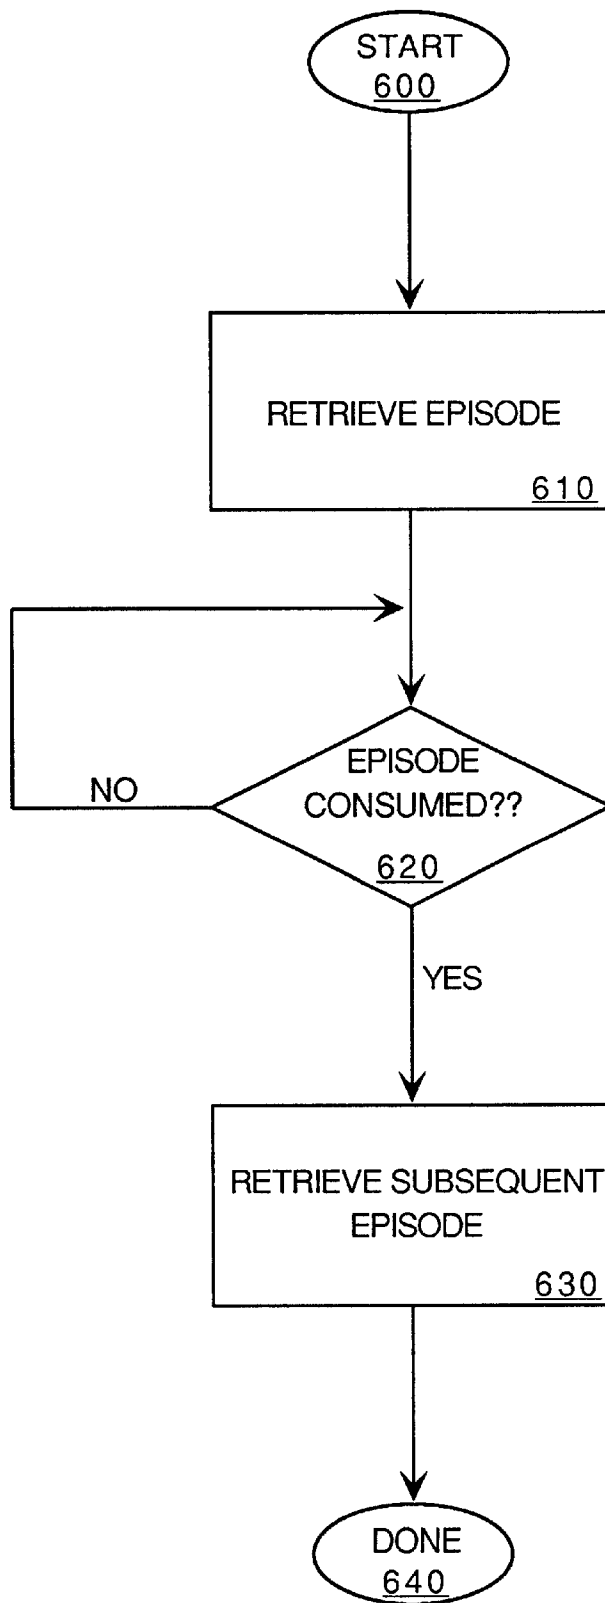 START
600
RETRIEVE EPISODE
610
EPISODE
CONSUMED??
620
NO
YES
RETRIEVE SUBSEQUENT
EPISODE
630
DONE
640